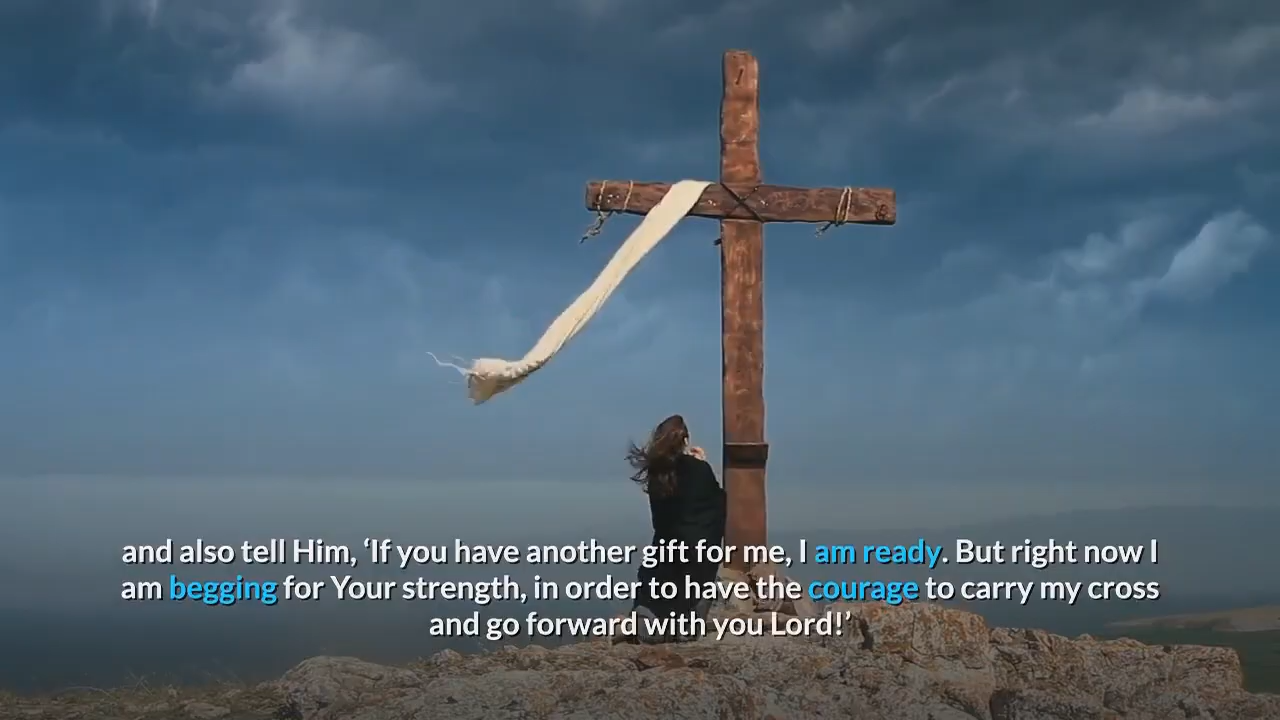 and also tell Him, ‘If you have another gift for me, I am ready. But right now I
am begging for Your strength, in order to have the courage to carry my cross
and go forward with you Lord!’